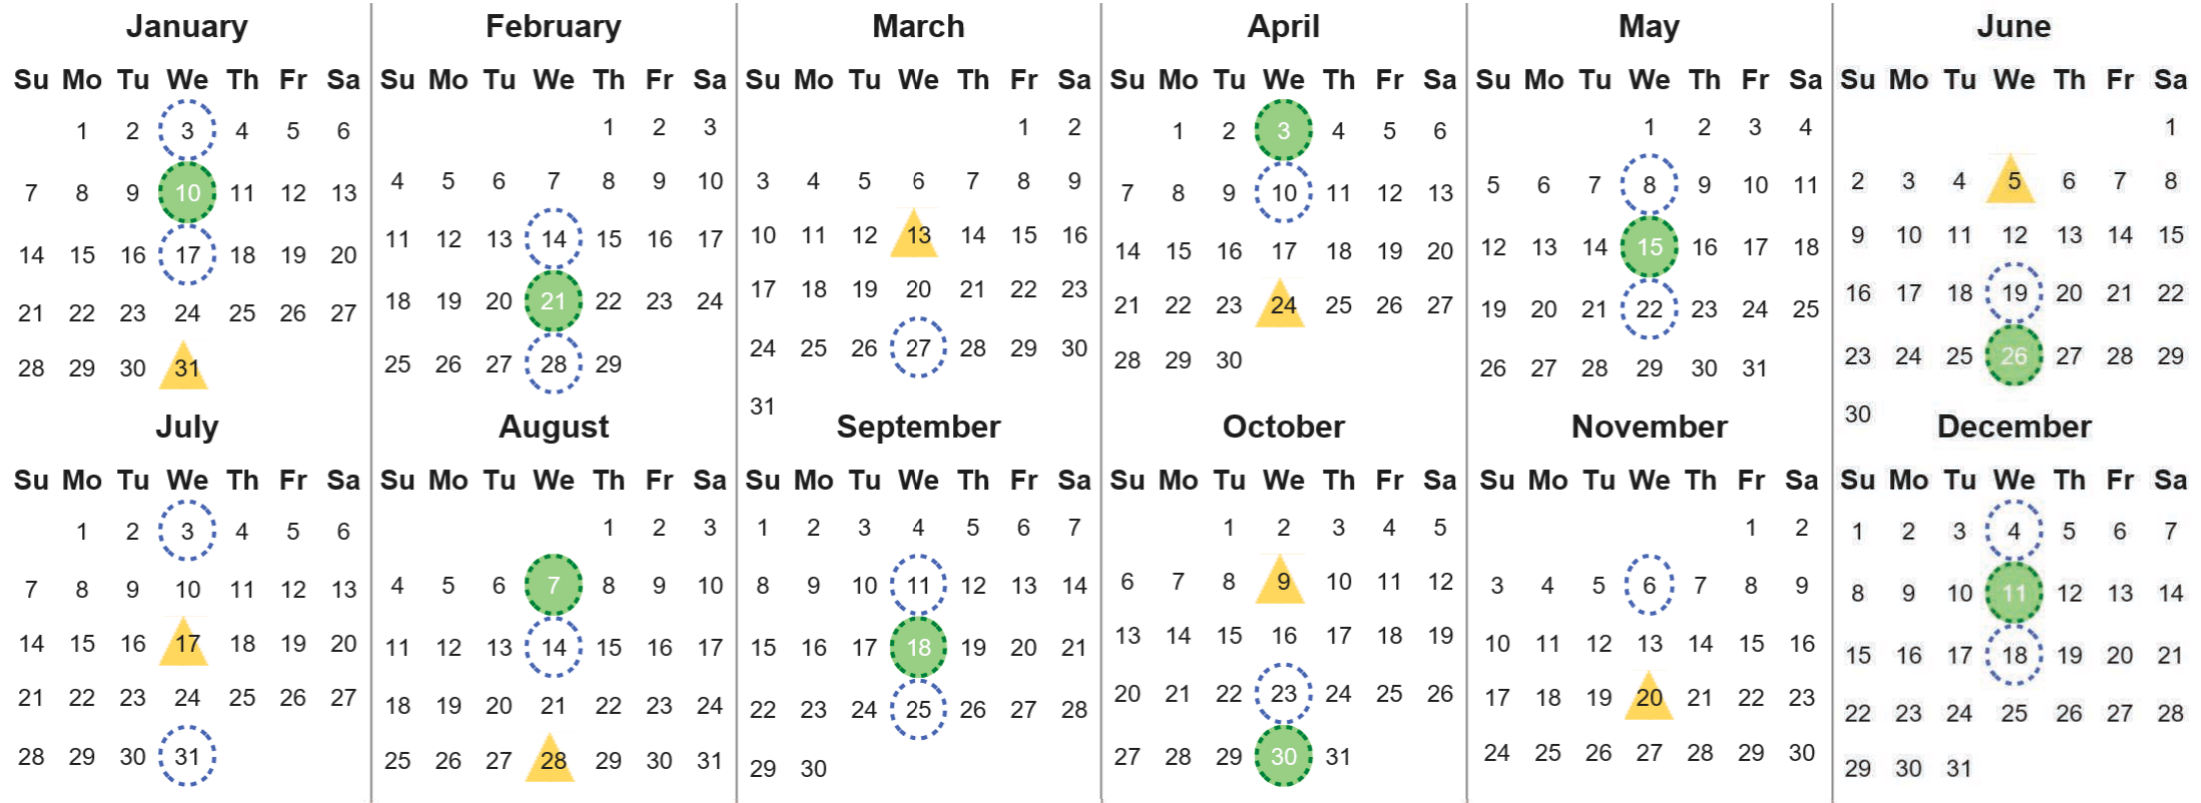 January February March April May June
Su Mo Tu We Th Fr Sa Su Mo Tu We Th Fr Sa Su Mo Tu We Th Fr Sa Su Mo Tu We Th Fr Sa Su Mo Tu We Th Fr Sa Su Mo Tu We Th Fr Sa
1 2 3 4 5 6 1 2 3 1 2 1 2 3 4 5 6 1 2 3 4 1
7 8 9 10 11 12 13 4 5 6 7 8 9 10 3 4 5 6 7 8 9 7 8 9 10 11 12 13 5 6 7 8 9 10 11 2 3 4 5 6 7 8
14 15 16 17 18 19 20 11 12 13 14 15 16 17 10 11 12 13 14 15 16 14 15 16 17 18 19 20 12 13 14 15 16 17 18 9 10 11 12 13 14 15
21 22 23 24 25 26 27 18 19 20 21 22 23 24 17 18 19 20 21 22 23 21 22 23 24 25 26 27 19 20 21 22 23 24 25 16 17 18 19 20 21 22
28 29 30 31 25 26 27 28 29 24 25 26 27 28 29 30 28 29 30 26 27 28 29 30 31 23 24 25 26 27 28 29
31 30
July August September October November December
Su Mo Tu We Th Fr Sa Su Mo Tu We Th Fr Sa Su Mo Tu We Th Fr Sa Su Mo Tu We Th Fr Sa Su Mo Tu We Th Fr Sa Su Mo Tu We Th Fr Sa
1 2 3 4 5 6 1 2 3 1 2 3 4 5 6 7 1 2 3 4 5 1 2 1 2 3 4 5 6 7
7 8 9 10 11 12 13 4 5 6 7 8 9 10 8 9 10 11 12 13 14 6 7 8 9 10 11 12 3 4 5 6 7 8 9 8 9 10 11 12 13 14
14 15 16 17 18 19 20 11 12 13 14 15 16 17 15 16 17 18 19 20 21 13 14 15 16 17 18 19 10 11 12 13 14 15 16 15 16 17 18 19 20 21
21 22 23 24 25 26 27 18 19 20 21 22 23 24 22 23 24 25 26 27 28 20 21 22 23 24 25 26 17 18 19 20 21 22 23 22 23 24 25 26 27 28
28 29 30 31 25 26 27 28 29 30 31 29 30 27 28 29 30 31 24 25 26 27 28 29 30 29 30 31